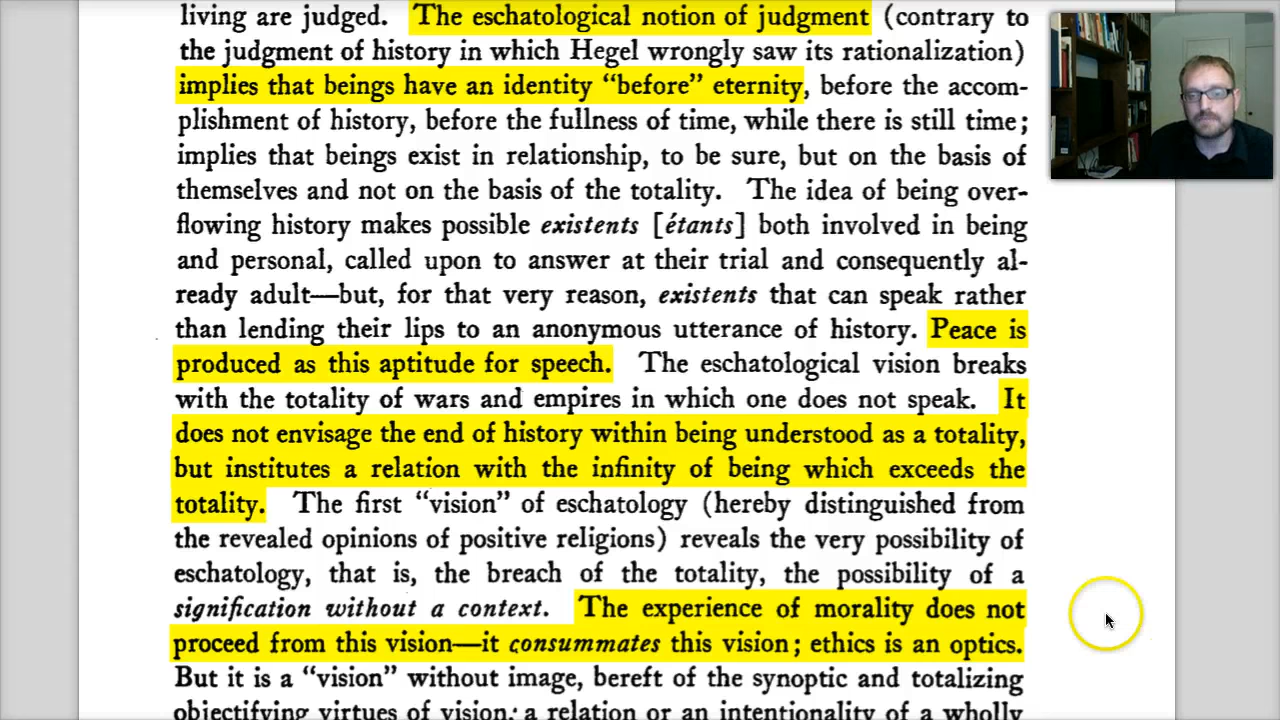 living are judged. The eschatological notion of judgment (contrary to
the judgment of history in which Hegel wrongly saw its rationalization)
implies that beings have an identity “before” eternity, before the accom-
plishment of history, before the fullness of time, while there is still time;
implies that beings exist in relationship, to be sure, but on the basis of
themselves and not on the basis of the totality. The idea of being over-
flowing history makes possible existents [étants] both involved in being
and personal, called upon to answer at their trial and consequently al-
ready adult—but, for that very reason, existents that can speak rather
than lending their lips to an anonymous utterance of history. Peace is
produced as this aptitude for speech. The eschatological vision breaks
with the totality of wars and empires in which one does not speak. It
does not envisage the end of history within being understood as a totality,
but institutes a relation with the infinity of being which exceeds the
totality. The first “vision” of eschatology (hereby distinguished from
the revealed opinions of positive religions) reveals the very possibility of
eschatology, that is, the breach of the totality, the possibility of a
signification without a context. The experience of morality does not
proceed from this vision—it consummates this vision; ethics is an optics.
But it is a “vision” without image, bereft of the synoptic and totalizing
objectifying virtues of vision; a relation or an intentionality of a wholly